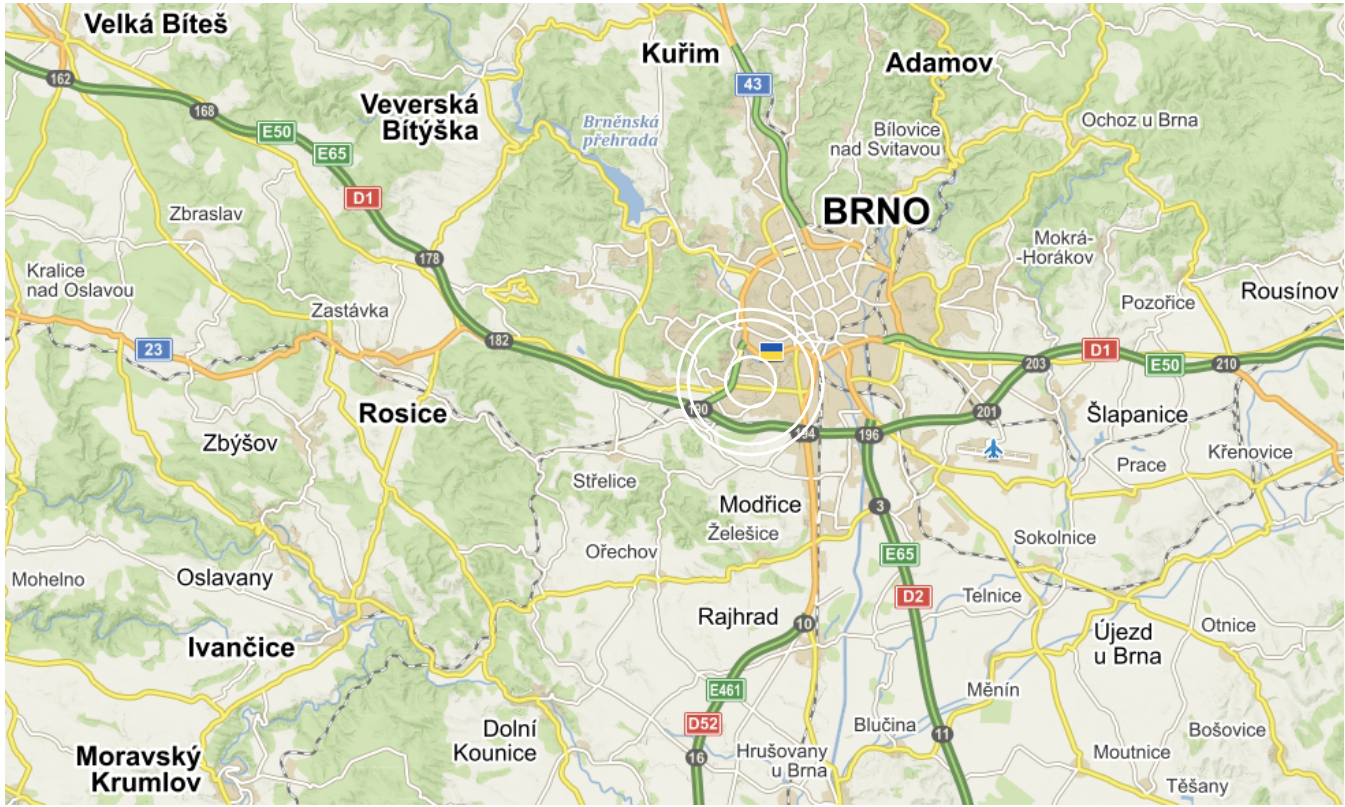 Velká Bíteš
Kuřim
Adamov
162
43
168
Veverská
Bítýška
E50
Brněnská
přehrada
Bílovice
nad Svitavou
Ochoz u Brna
E65
D1
Zbraslav
BRNO
178
Mokrá-
-Horákov
Kralice
nad Oslavou
Zastávka
Pozořice
Rousínov
23
182
D1
203
E50
210
Rosice
190
201
Šlapanice
Zbýšov
194
196
Křenovice
Prace
Střelice
Modřice
3
Želešice
Sokolnice
Ořechov
E65
Mohelno
Oslavany
D2
Telnice
Rajhrad
10
Otnice
Újezd
u Brna
Ivančice
E461
Měnín
D52
Dolní
Kounice
Blučina
11
Bošovice
Moravský
Krumlov
16
Hrušovany
u Brna
Moutnice
Těšany